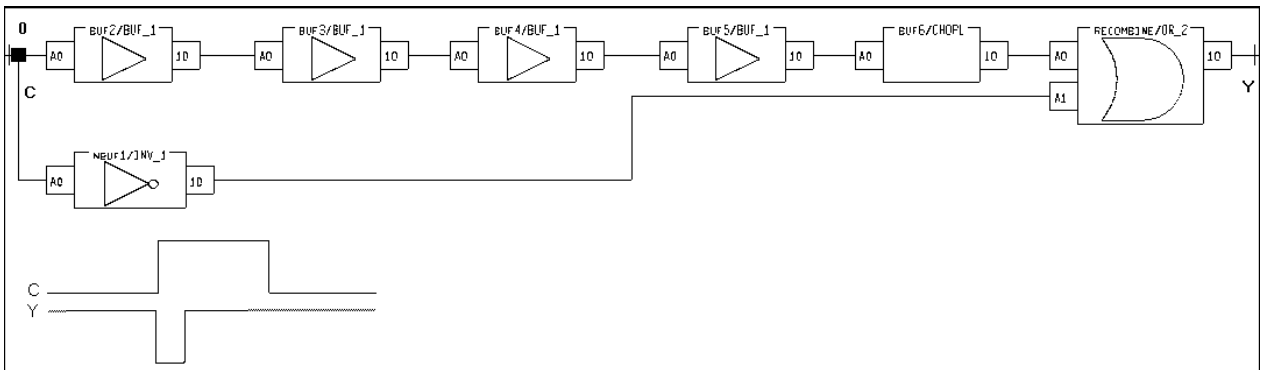 0
BUF2/BUF_1
BUF3/BUF_1
BUF4/BUF_1
BUF5/BUF_1
BUF6/CHOPL
RECOMBINE/OR_2
A0
1O
A0
1O
A0
1O
A0
1O
A0
1O
A0
1O
C
Y
A1
NBUF1/INV_1
A0
1O
C
Y